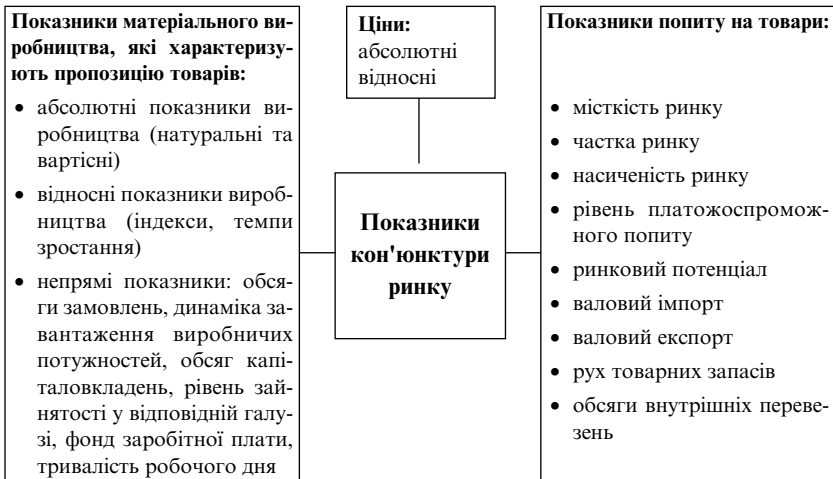 Показники матеріального ви-
робництва, які характеризу-
ють пропозицію товарів:
• абсолютні показники ви-
робництва (натуральні та
вартісні)
• відносні показники вироб-
ництва (індекси, темпи
зростання)
• непрямі показники: обся-
ги замовлень, динаміка за-
вантаження виробничих
потужностей, обсяг капі-
таловкладень, рівень зай-
нятості у відповідній галу-
зі, фонд заробітної плати,
тривалість робочого дня
Ціни:
абсолютні
відносні
Показники
кон'юнктури
ринку
Показники попиту на товари:
• місткість ринку
• частка ринку
• насиченість ринку
• рівень платожоспромож-
ного попиту
• ринковий потенціал
• валовий імпорт
• валовий експорт
• рух товарних запасів
• обсяги внутрішніх переве-
зень